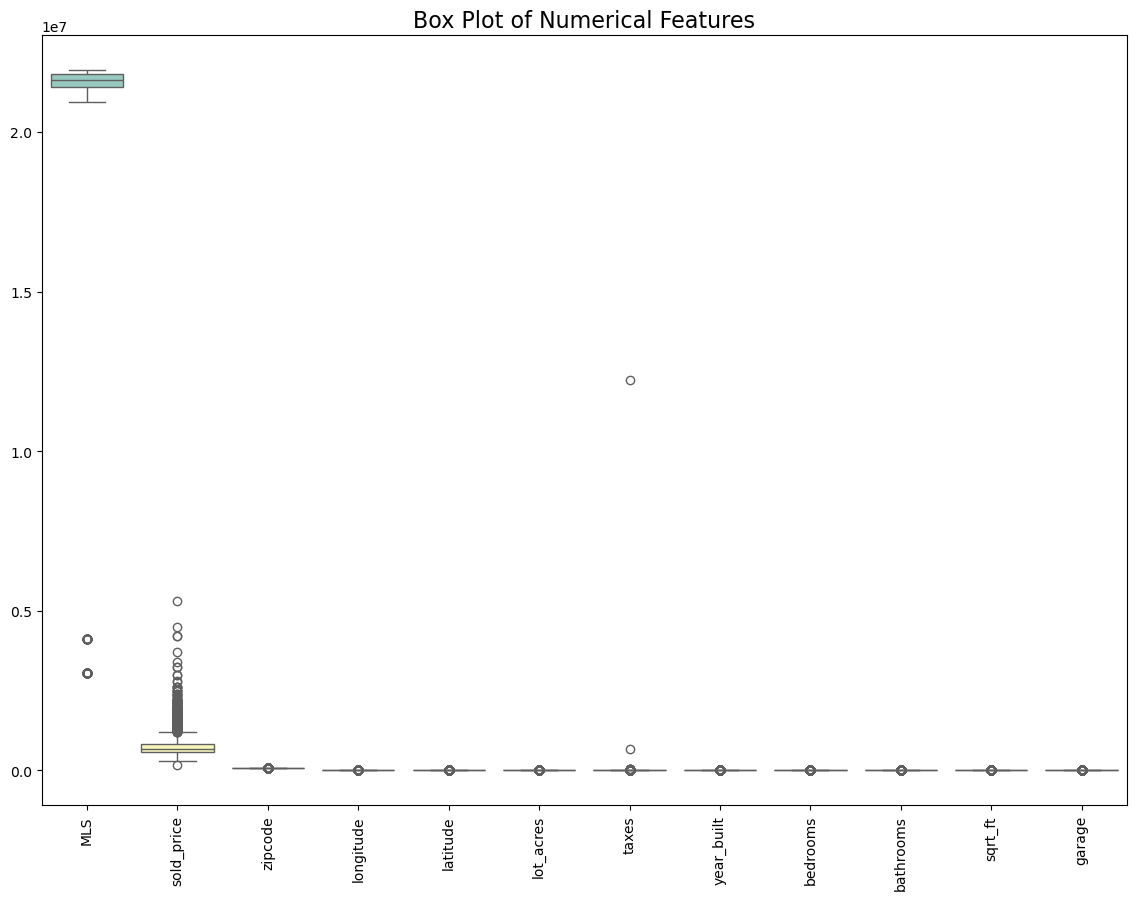 Box Plot of Numerical Features
1e7
2.0
1.5
1.0
0.5
0.0
MLS
sold_price
zipcode
longitude
latitude
lot_acres
taxes
year_built
bedrooms
bathrooms
sqrt_ft
garage